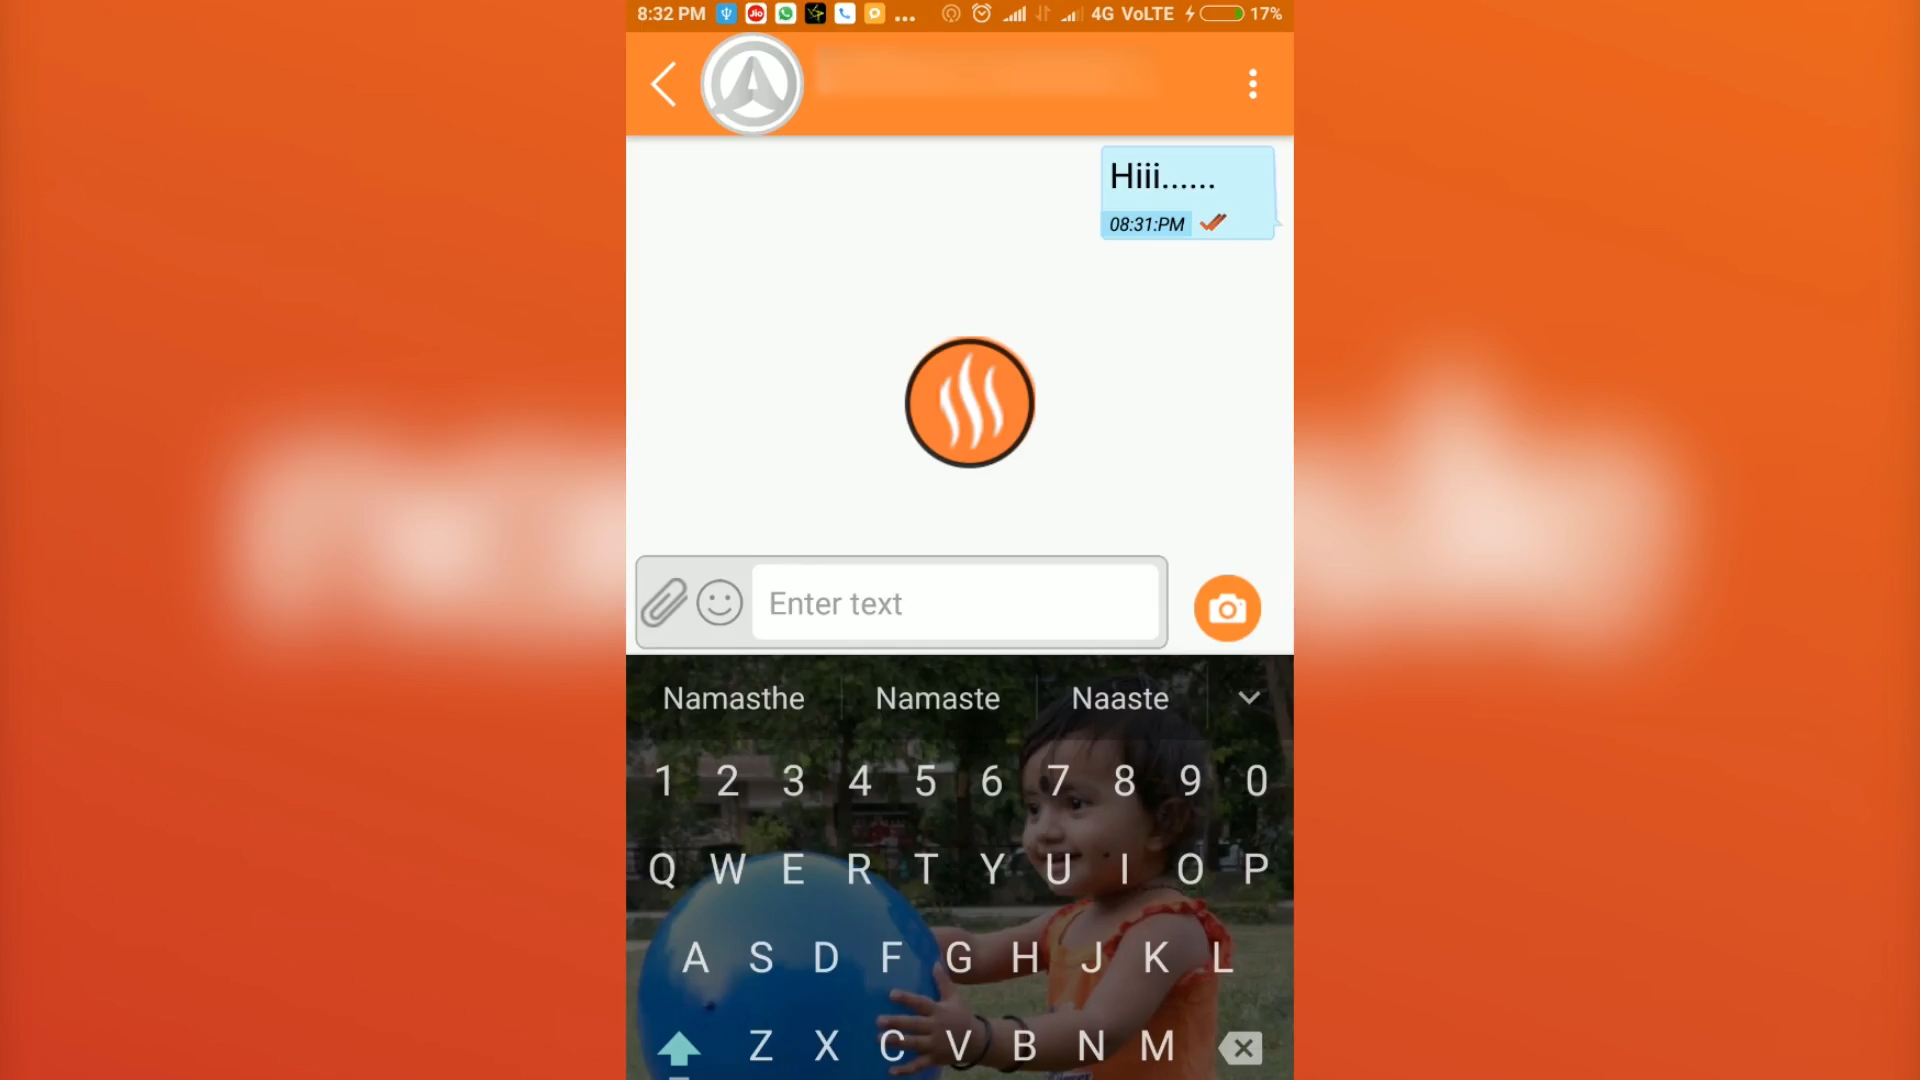 8:32 PM Jio ... 4G VoLTE 17%
Hiii......
08:31:PM
Enter text
Namasthe Namaste Naaste
1 2 3 4 5 6 7 8 9 0
Q W E R T Y U I O P
A S D F G H J K L
Z X C V B N M